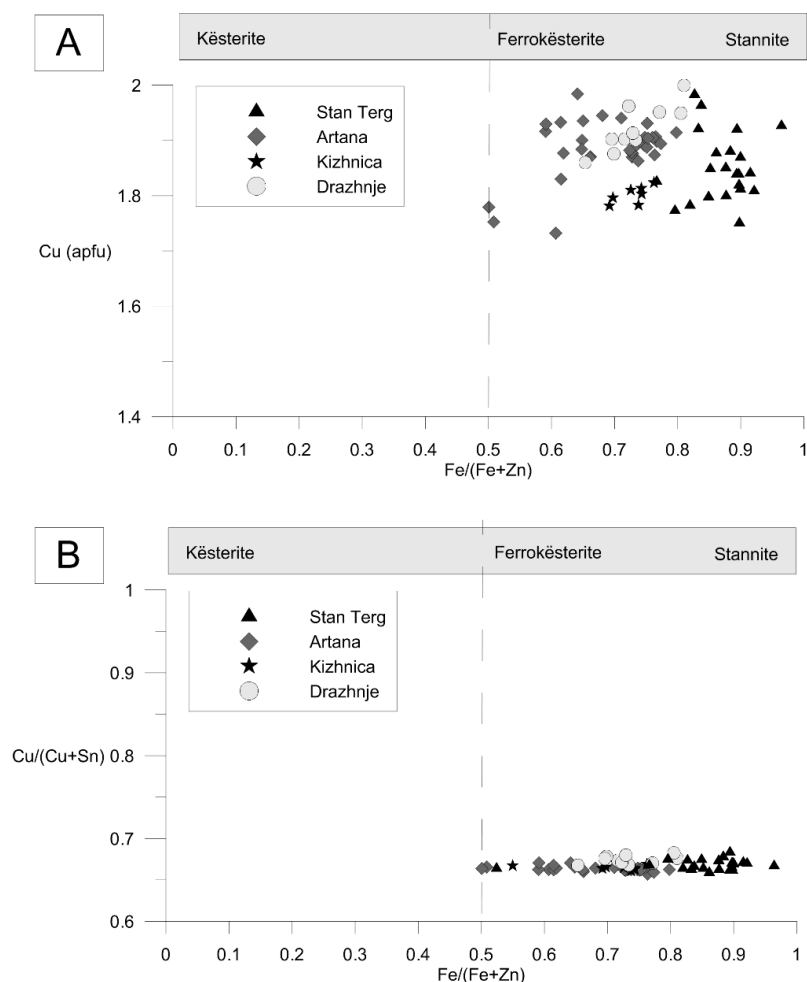 A
Kësterite Ferrokësterite Stannite
2
Stan Terg
Artana
Kizhnica
Drazhnje
1.8
Cu (apfu)
1.6
1.4
0 0.1 0.2 0.3 0.4 0.5 0.6 0.7 0.8 0.9 1
Fe/(Fe+Zn)
B
Kësterite Ferrokësterite Stannite
1
Stan Terg
Artana
Kizhnica
Drazhnje
0.9
Cu/(Cu+Sn) 0.8
0.7
0.6
0 0.1 0.2 0.3 0.4 0.5 0.6 0.7 0.8 0.9 1
Fe/(Fe+Zn)